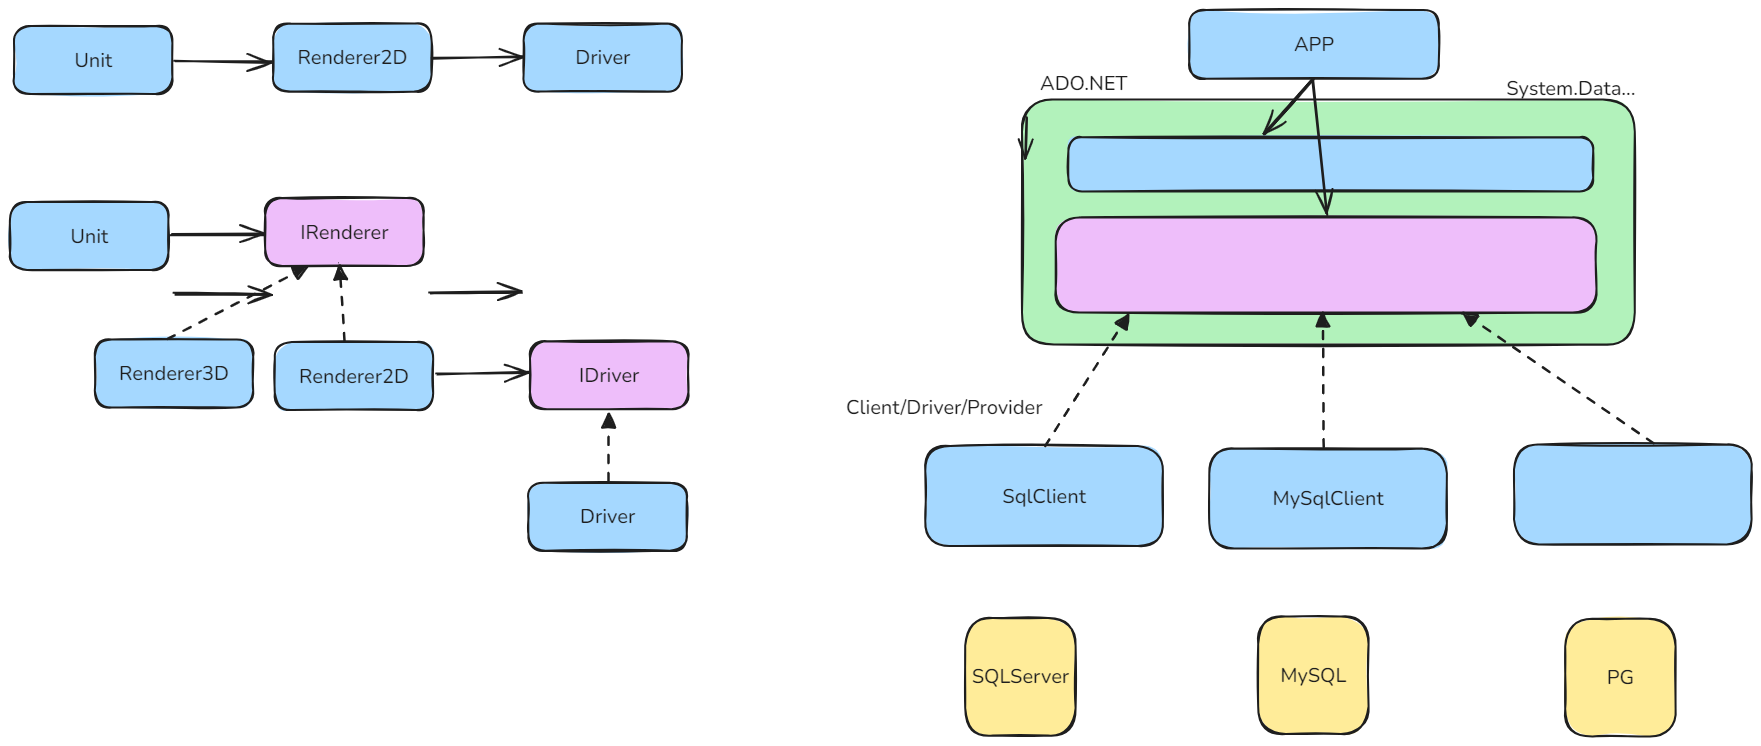 Unit
Renderer2D
Driver
Unit
IRenderer
Renderer3D
Renderer2D
IDriver
Driver
APP
ADO.NET
System.Data...
Client/Driver/Provider
SqlClient
MySqlClient
SQLServer
MySQL
PG